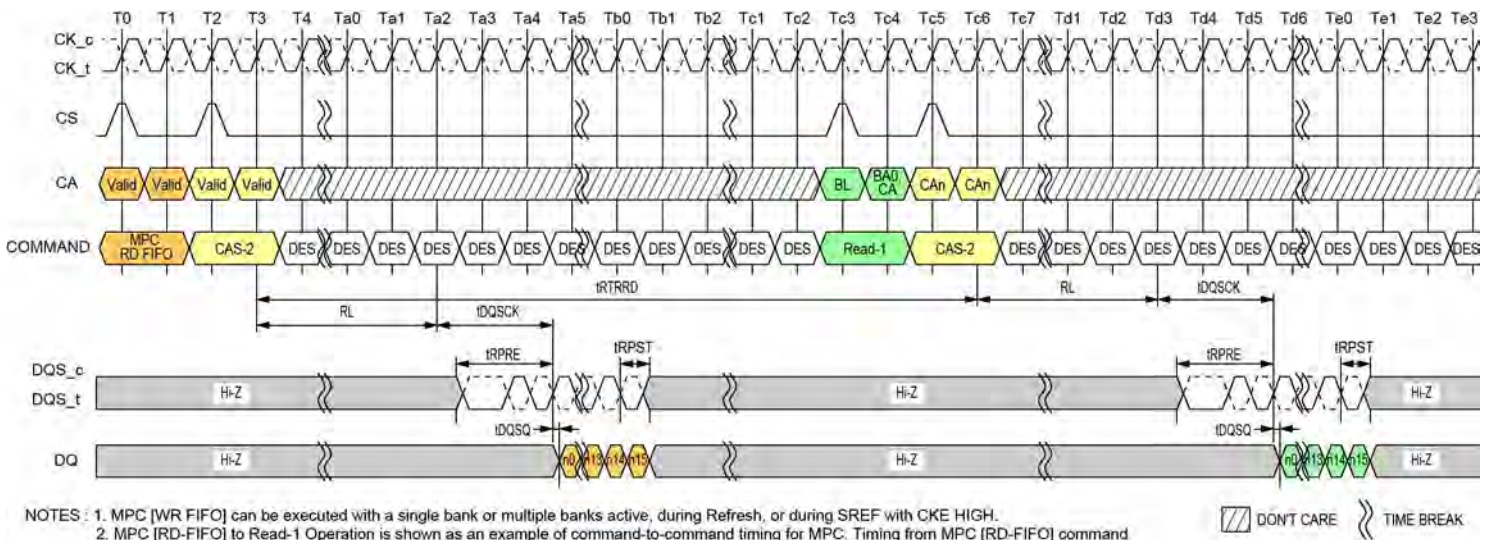 T0 T1 T2 T3 T4 Ta0 Ta1 Ta2 Ta3 Ta4 Ta5 Tb0 Tb1 Tb2 Tc1 Tc2 Tc3 Tc4 Tc5 Tc6 Tc7 Td1 Td2 Td3 Td4 Td5 Td6 Te0 Te1 Te2 Te3
CK_c
CK_t
CS
CA Valid Valid Valid Valid BL BA0, CA CAn CAn
COMMAND MPC RD FIFO CAS-2 DES DES DES DES DES DES DES DES DES DES DES DES Read-1 CAS-2 DES DES DES DES DES DES DES DES DES DES DES
tRTRRD RL tDQSCK
RL tDQSCK
tRPRE tRPST tRPRE tRPST
DQS_c
DQS_t Hi-Z Hi-Z Hi-Z
tDQSQ tDQSQ
DQ Hi-Z n0 n13 n14 n15 Hi-Z n0 n13 n14 n15 Hi-Z
NOTES : 1. MPC [WR FIFO] can be executed with a single bank or multiple banks active, during Refresh, or during SREF with CKE HIGH.
2. MPC [RD-FIFO] to Read-1 Operation is shown as an example of command-to-command timing for MPC. Timing from MPC [RD-FIFO] command
DON'T CARE TIME BREAK